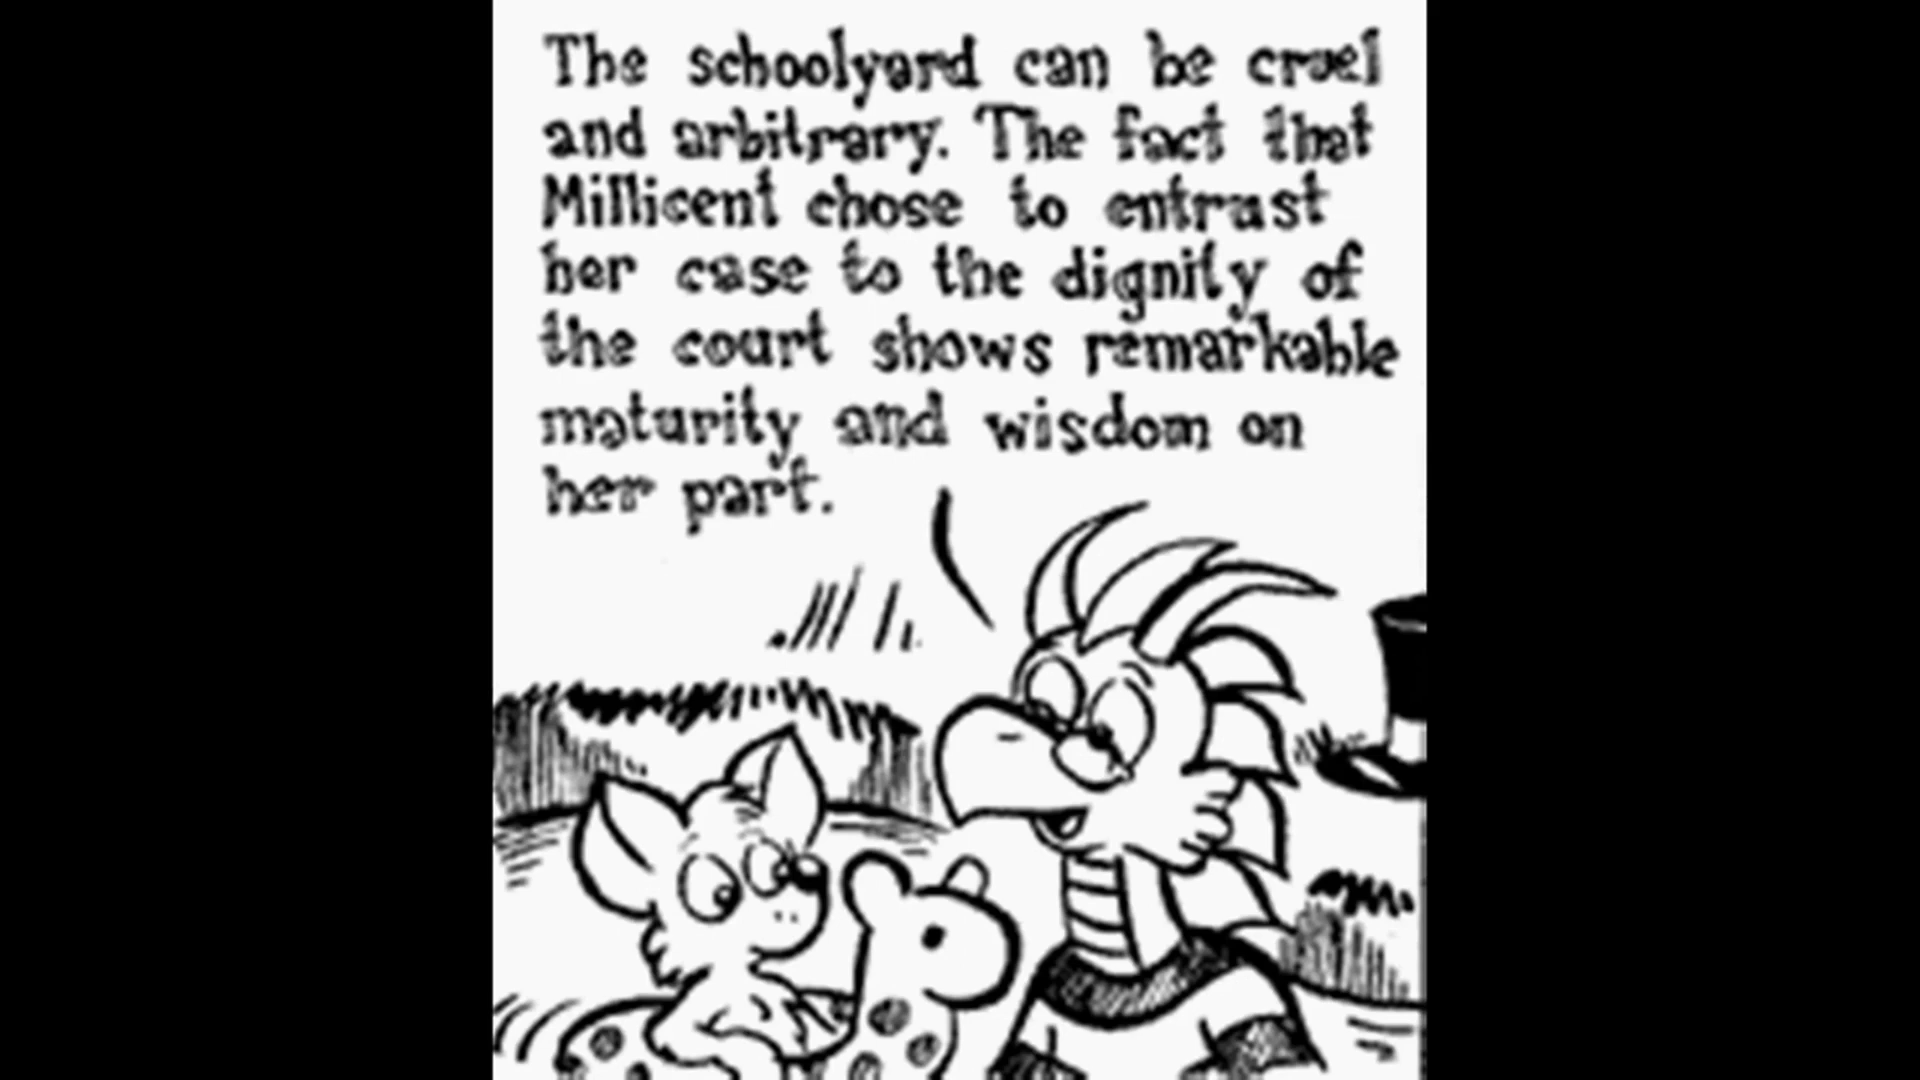 The schoolyard can be cruel
and arbitrary. The fact that
Millicent chose to entrust
her case to the dignity of
the court shows remarkable
maturity and wisdom on
her part.